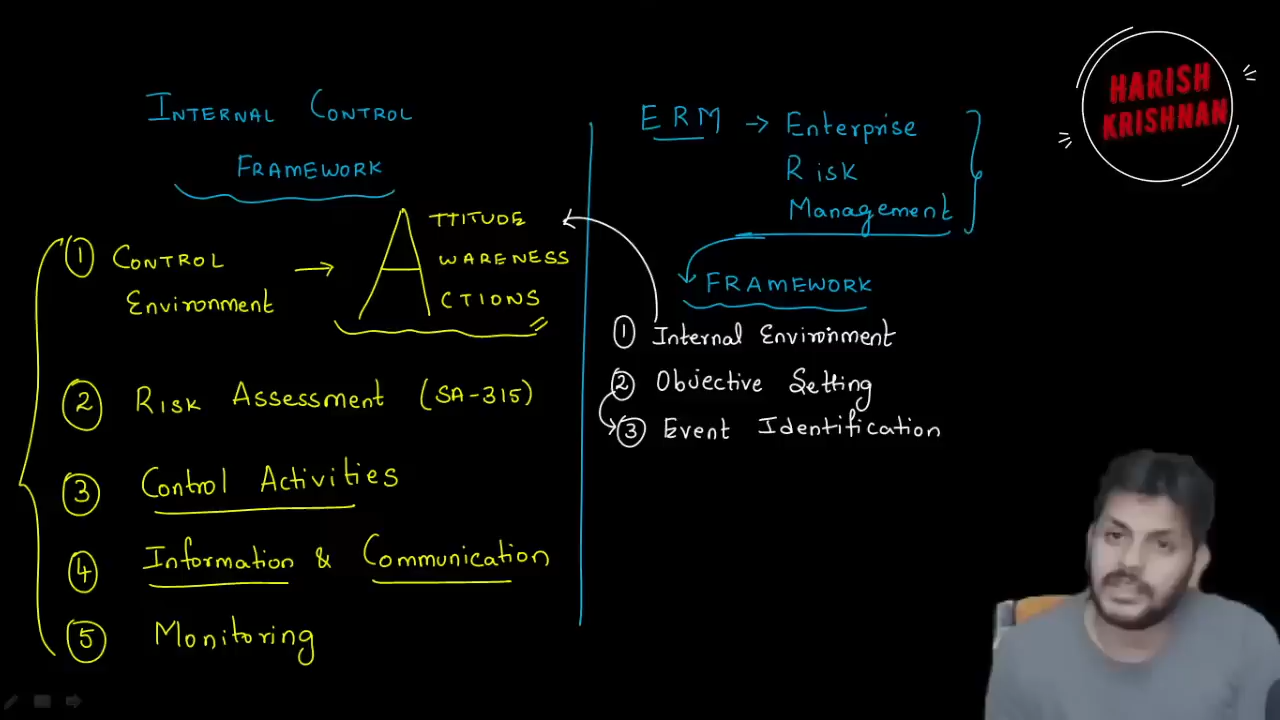 INTERNAL CONTROL
FRAMEWORK
① CONTROL
Environment
→ A TTITUDE
WARENESS
CTIONS
② RISK Assessment (SA-315)
③ Control Activities
④ Information & Communication
⑤ Monitoring
ERM → Enterprise
Risk
Management
FRAMEWORK
① Internal Environment
② Objective Setting
③ Event Identification
HARISH
KRISHNAN